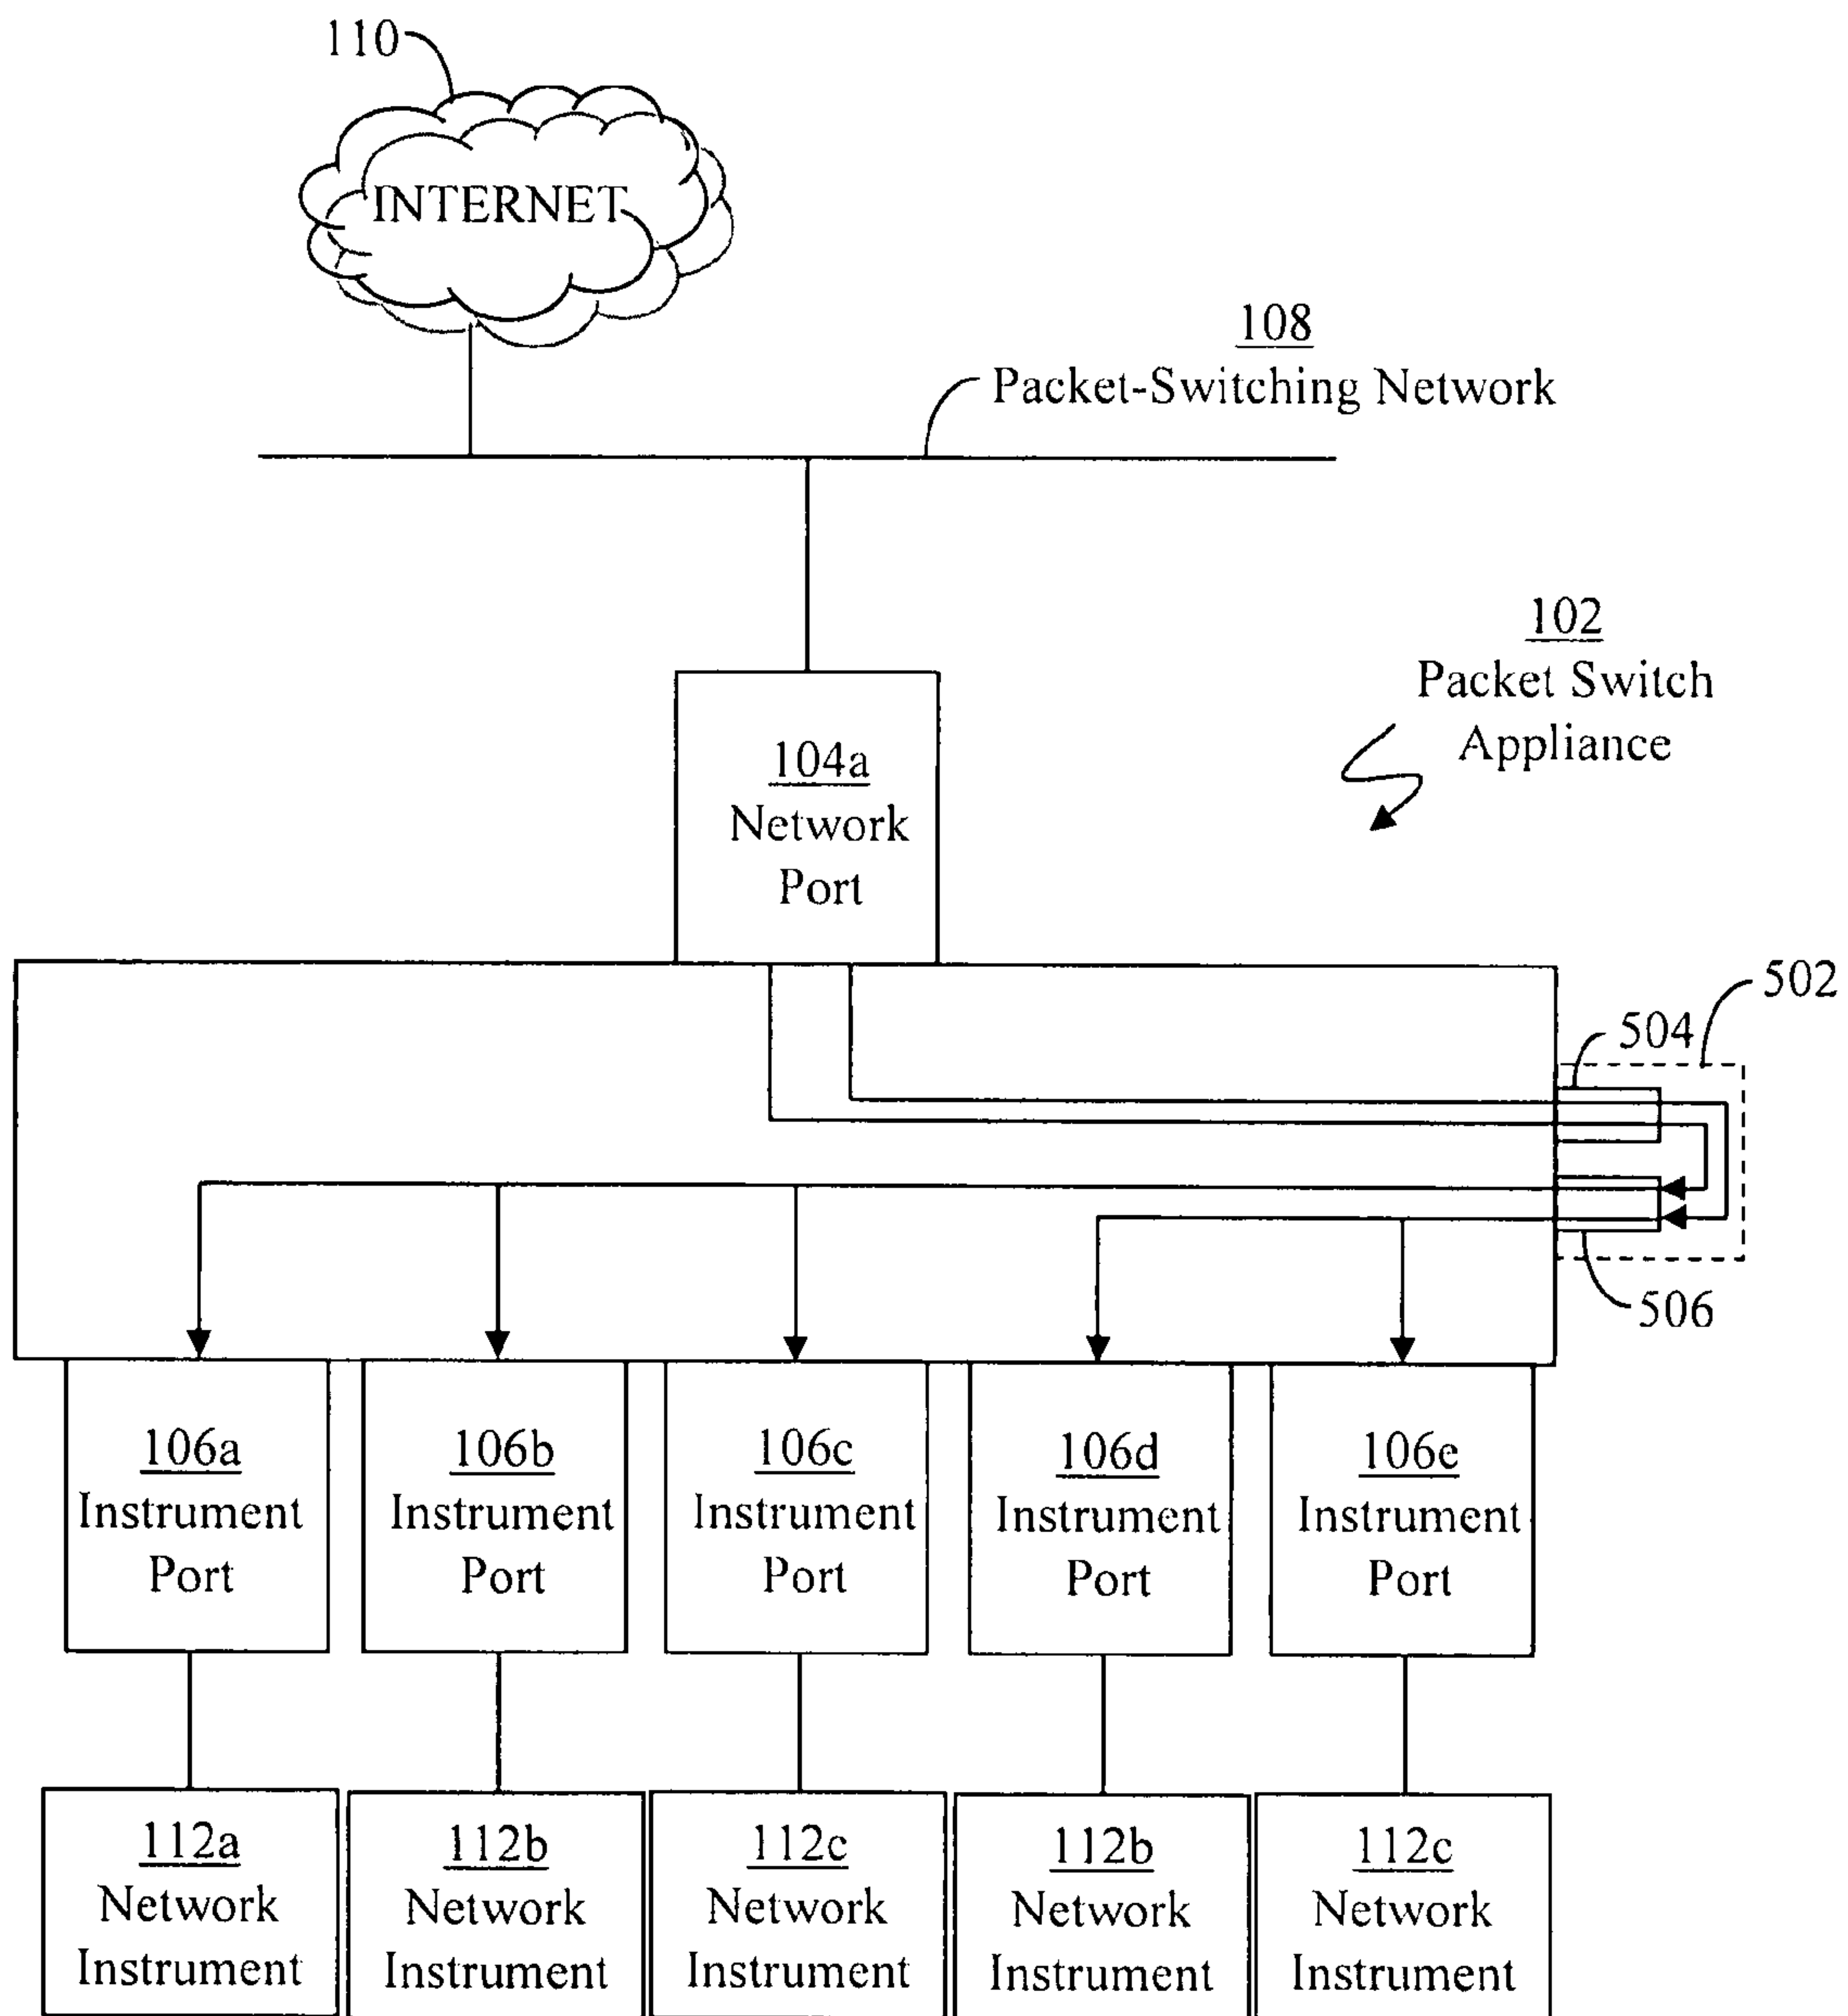 110
INTERNET
108
Packet-Switching Network
102
Packet Switch
Appliance
104a
Network
Port
502
504
506
106a
Instrument
Port
106b
Instrument
Port
106c
Instrument
Port
106d
Instrument
Port
106e
Instrument
Port
112a
Network
Instrument
112b
Network
Instrument
112c
Network
Instrument
112b
Network
Instrument
112c
Network
Instrument